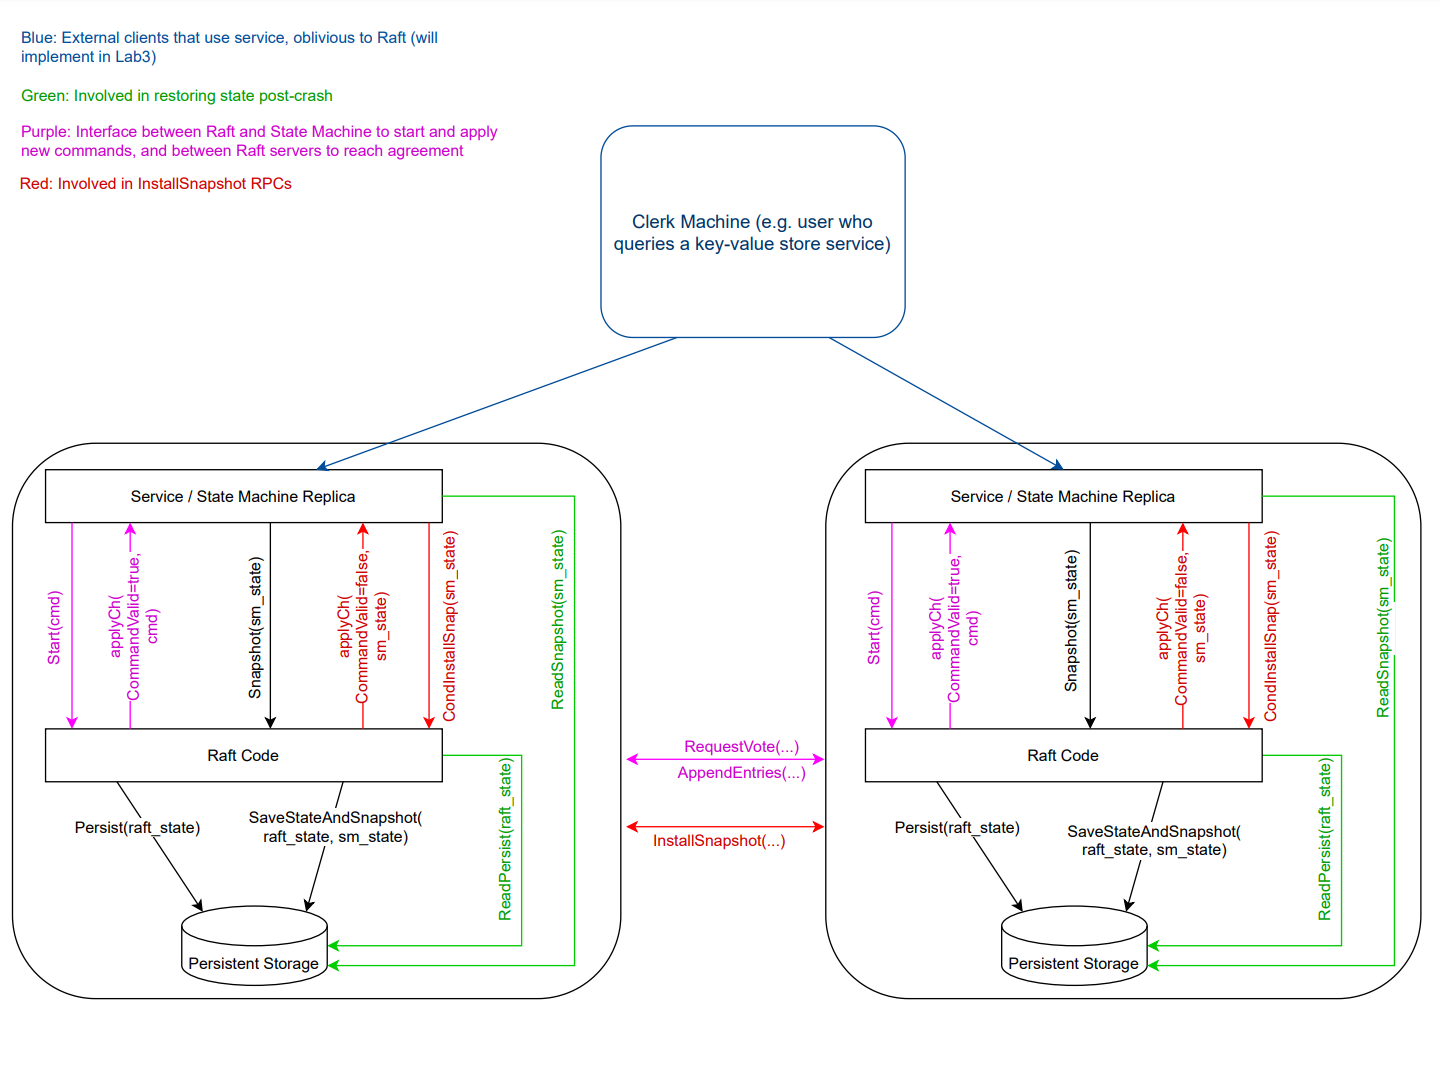 Blue: External clients that use service, oblivious to Raft (will
implement in Lab3)
Green: Involved in restoring state post-crash
Purple: Interface between Raft and State Machine to start and apply
new commands, and between Raft servers to reach agreement
Red: Involved in InstallSnapshot RPCs
Clerk Machine (e.g. user who
queries a key-value store service)
Service / State Machine Replica
Start(cmd)
applyCh(
CommandValid=true,
cmd)
Snapshot(sm_state)
applyCh(
CommandValid=false,
sm_state)
CondInstallSnap(sm_state)
ReadSnapshot(sm_state)
Raft Code
Persist(raft_state)
SaveStateAndSnapshot(
raft_state, sm_state)
ReadPersist(raft_state)
Persistent Storage
RequestVote(...)
AppendEntries(...)
InstallSnapshot(...)
Service / State Machine Replica
Start(cmd)
applyCh(
CommandValid=true,
cmd)
Snapshot(sm_state)
applyCh(
CommandValid=false,
sm_state)
CondInstallSnap(sm_state)
ReadSnapshot(sm_state)
Raft Code
Persist(raft_state)
SaveStateAndSnapshot(
raft_state, sm_state)
ReadPersist(raft_state)
Persistent Storage